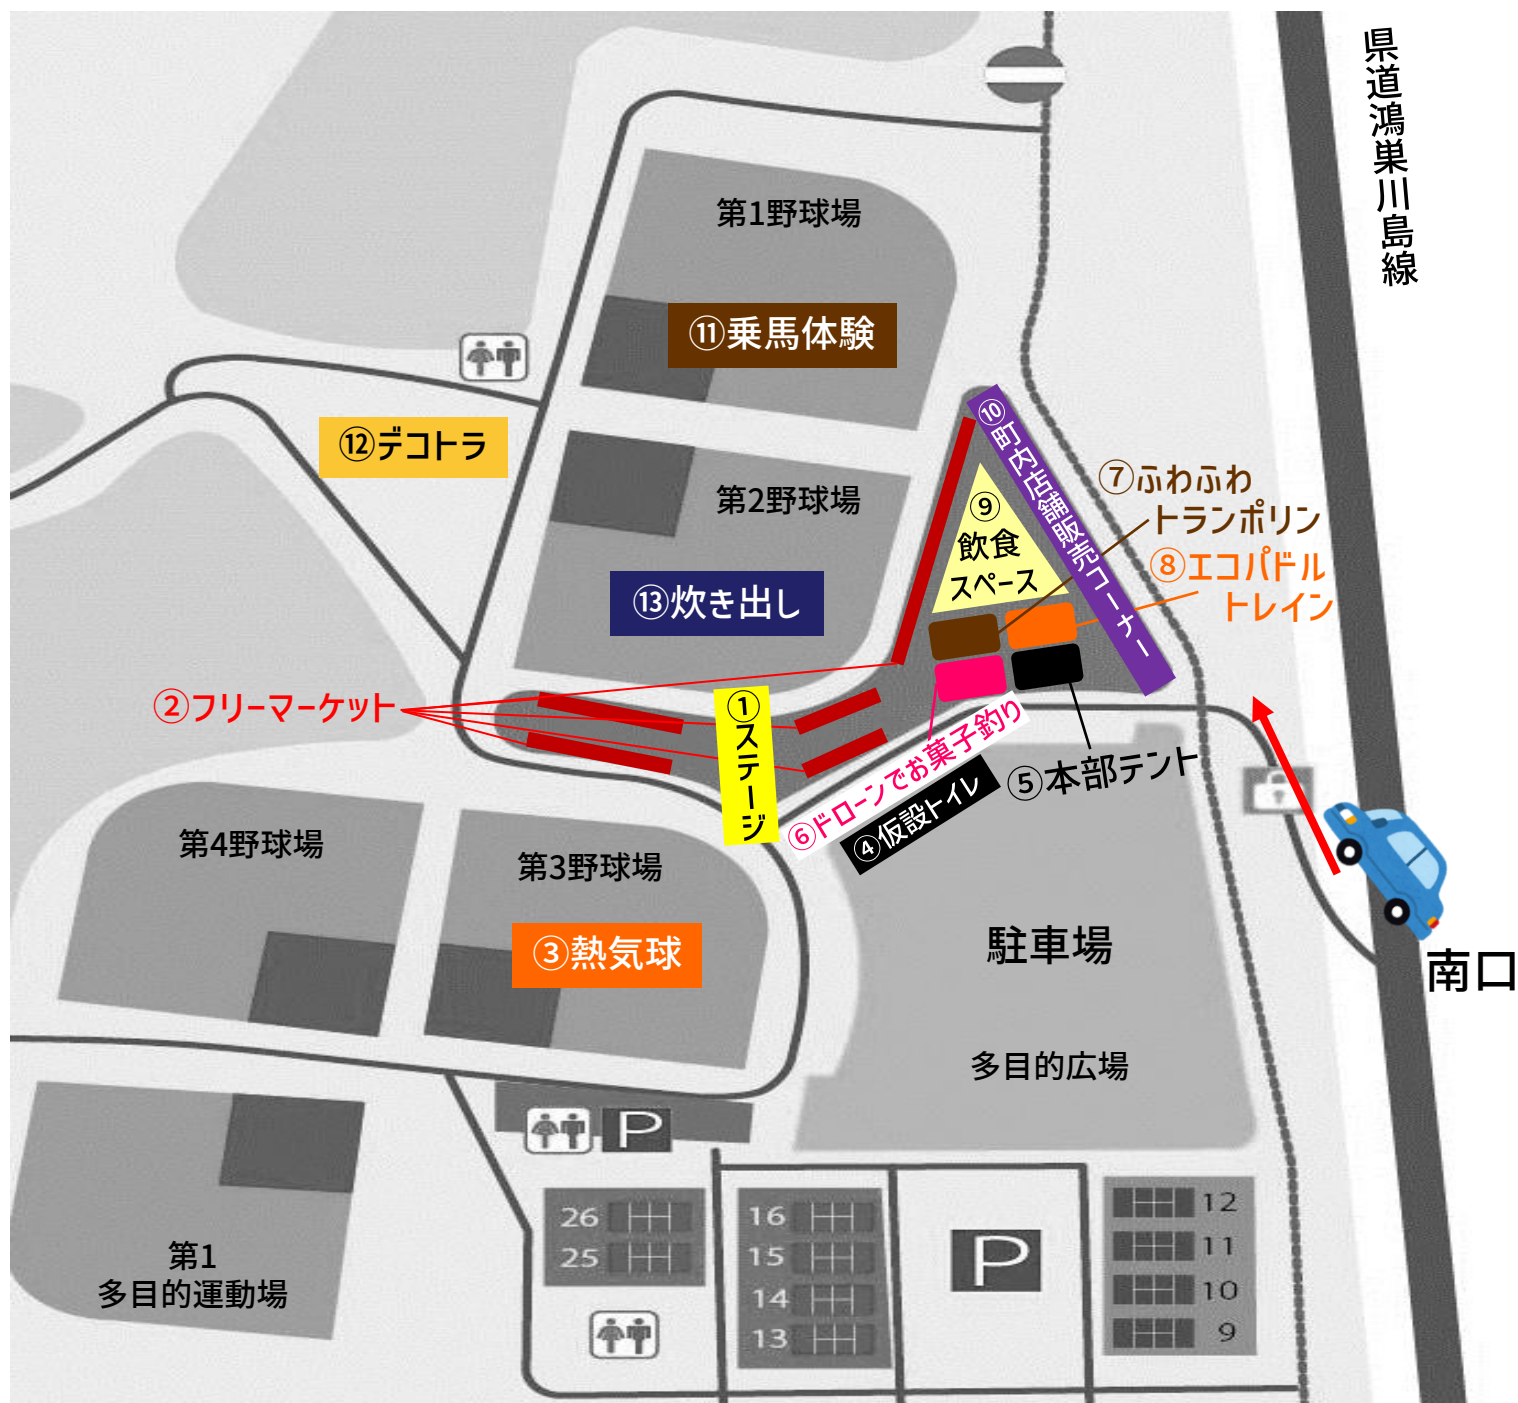 県道鴻巣川島線
第1野球場
⑪乗馬体験
⑫デコトラ
第2野球場
⑬炊き出し
⑩町内店舗販売コーナー
⑨
飲食
スペース
⑦ふわふわ
トランポリン
⑧エコパドル
トレイン
②フリーマーケット
①ステージ
⑥ドローンでお菓子釣り
④仮設トイレ
⑤本部テント
第4野球場
第3野球場
③熱気球
駐車場
南口
多目的広場
P
第1
多目的運動場
26
25
16
15
14
13
P
12
11
10
9